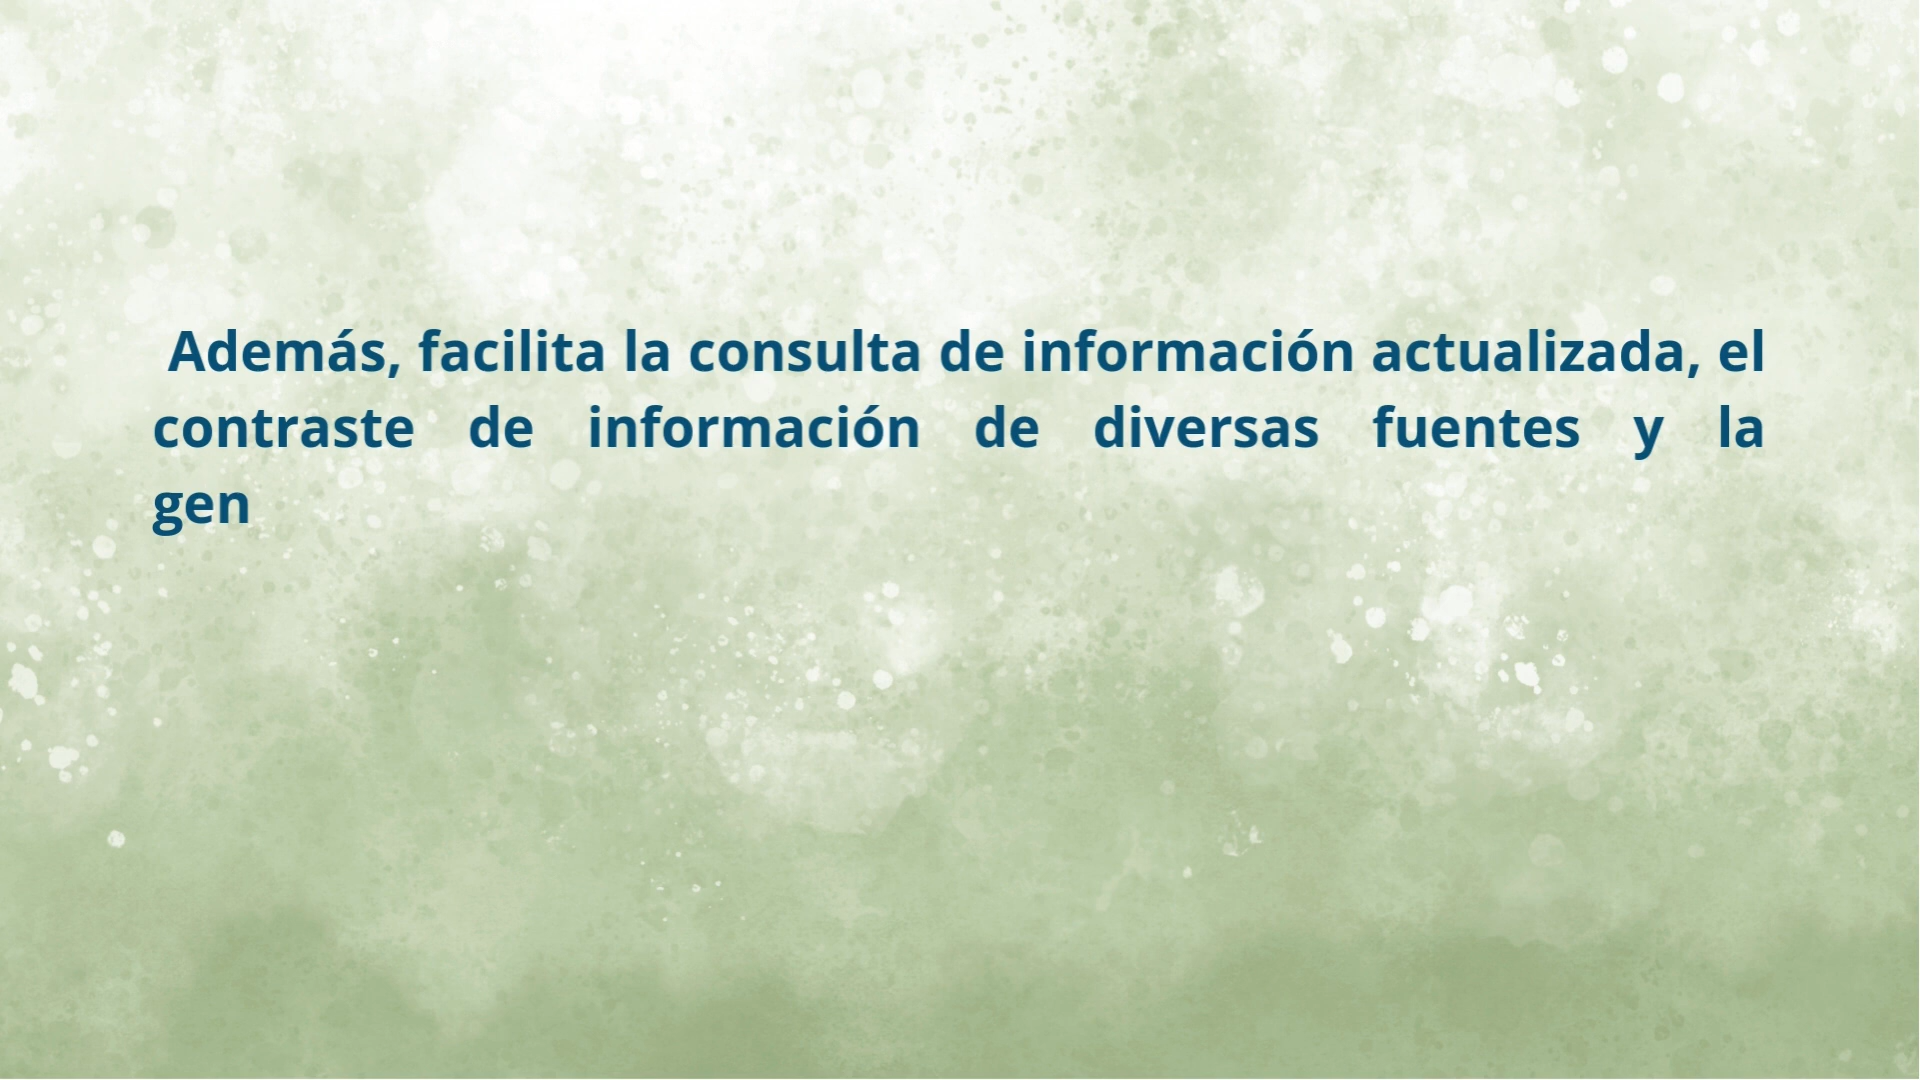 Además, facilita la consulta de información actualizada, el
contraste de información de diversas fuentes y la
gen